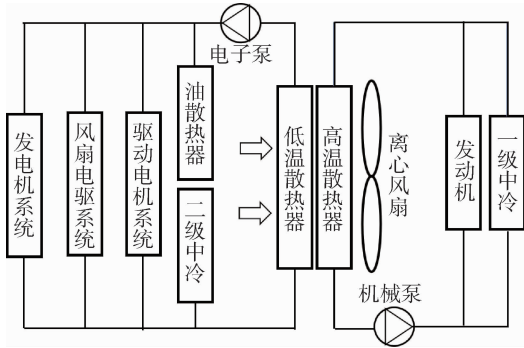 电子泵
发电机系统
风扇电驱系统
驱动电机系统
油散热器
二级中冷
低温散热器
高温散热器
离心风扇
发动机
一级中冷
机械泵